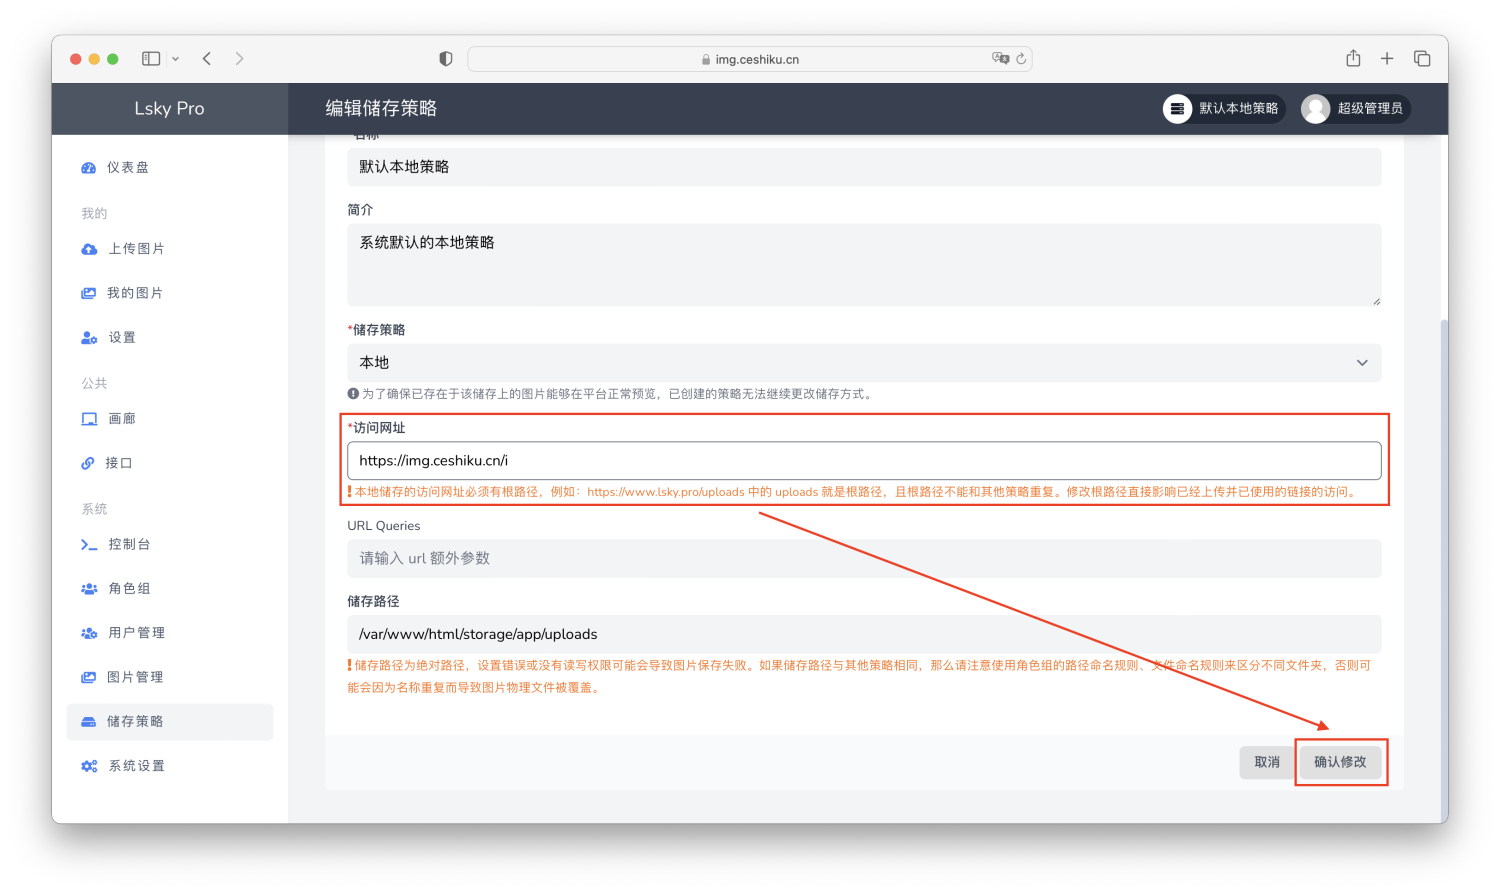 img.ceshiku.cn
Lsky Pro
编辑储存策略
默认本地策略
超级管理员
仪表盘
我的
上传图片
我的图片
设置
公共
画廊
接口
系统
控制台
角色组
用户管理
图片管理
储存策略
系统设置
名称
默认本地策略
简介
系统默认的本地策略
*储存策略
本地
为了确保已存在于该储存上的图片能够在平台正常预览，已创建的策略无法继续更改储存方式。
*访问网址
https://img.ceshiku.cn/i
本地储存的访问网址必须有根路径，例如：https://www.lsky.pro/uploads 中的 uploads 就是根路径，且根路径不能和其他策略重复。修改根路径直接影响已经上传并已使用的链接的访问。
URL Queries
请输入 url 额外参数
储存路径
/var/www/html/storage/app/uploads
储存路径为绝对路径，设置错误或没有读写权限可能会导致图片保存失败。如果储存路径与其他策略相同，那么请注意使用角色组的路径命名规则、文件命名规则来区分不同文件夹，否则可
能会因为名称重复而导致图片物理文件被覆盖。
取消
确认修改